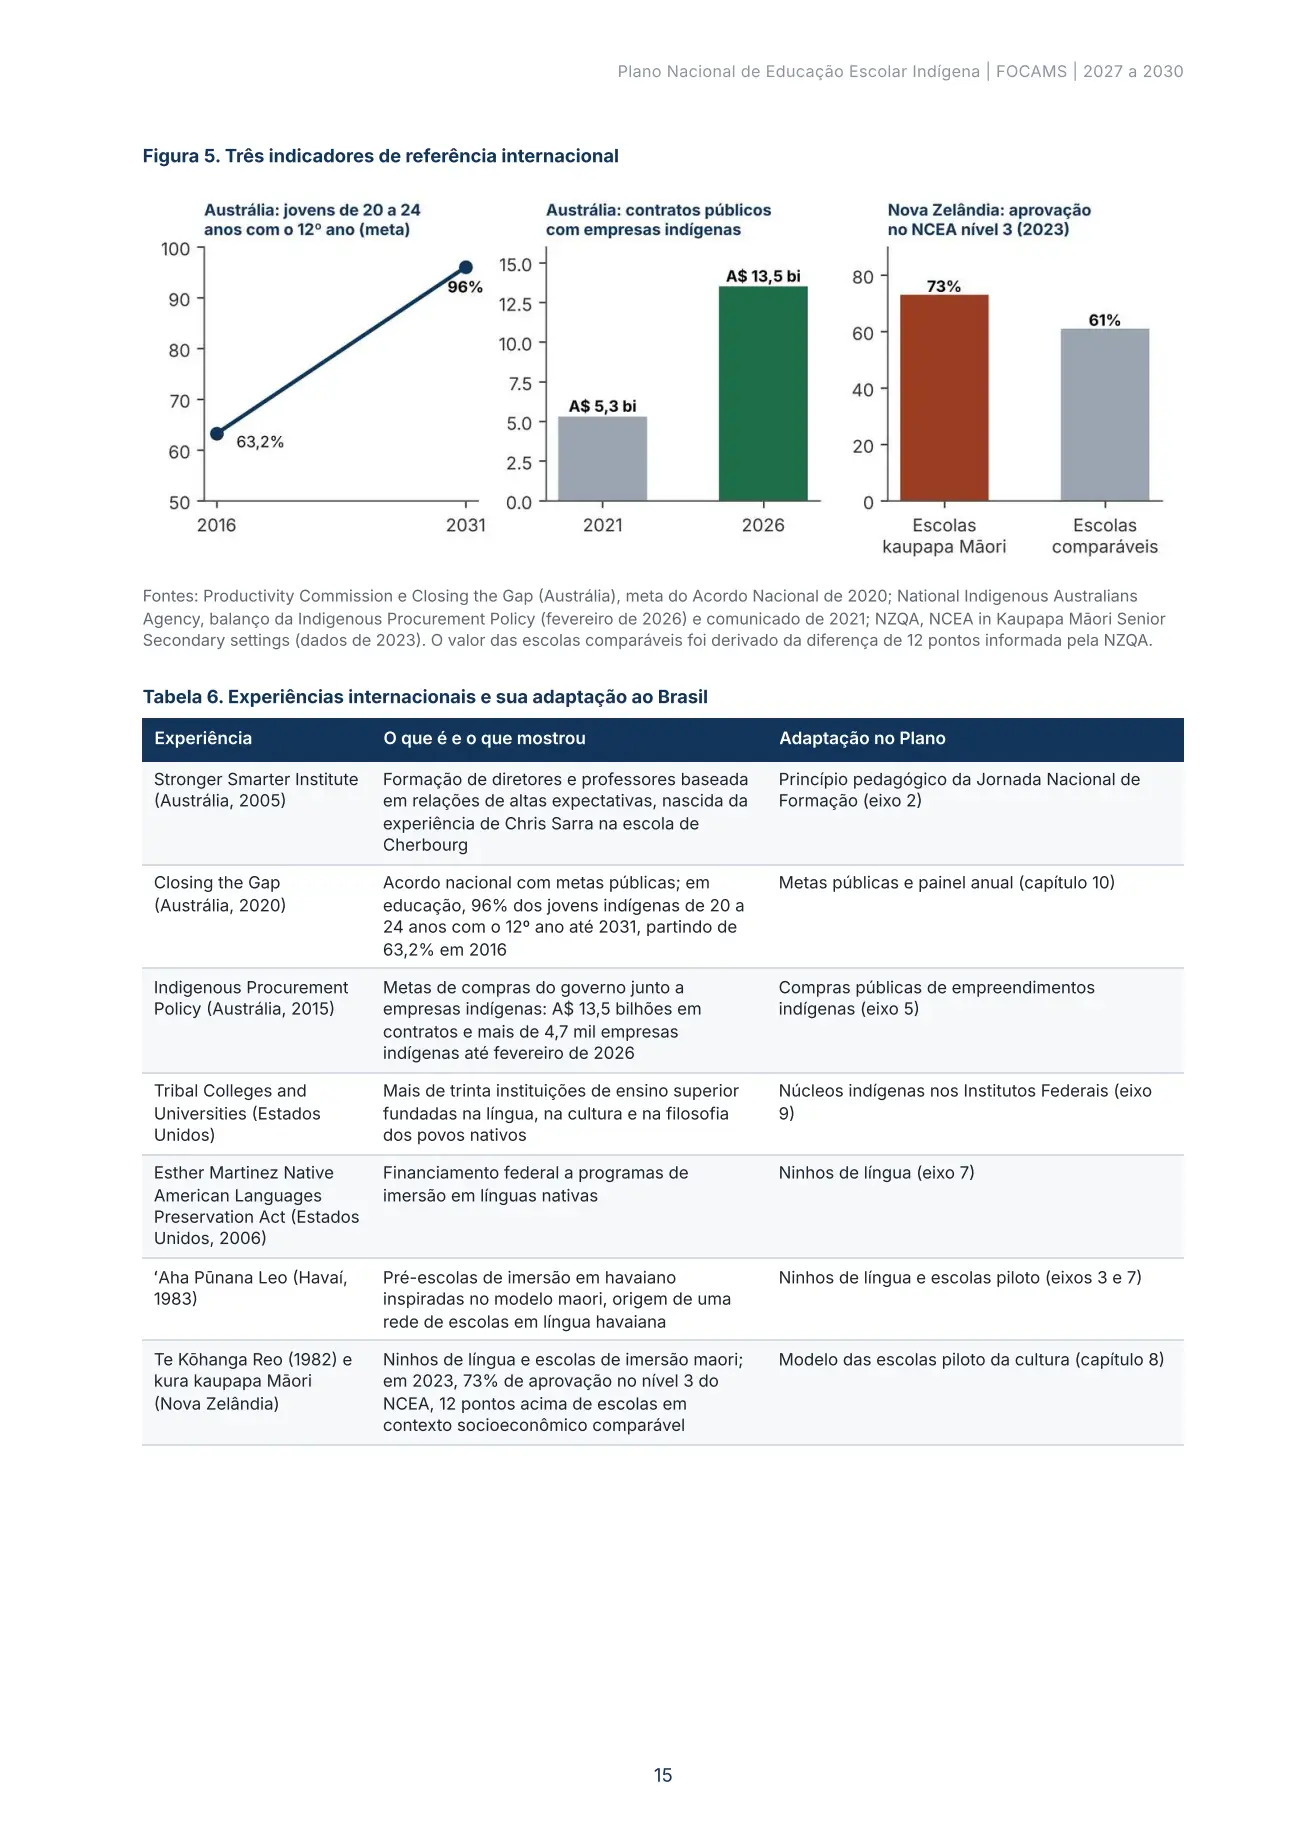 Plano Nacional de Educação Escolar Indígena | FOCAMS | 2027 a 2030
Figura 5. Três indicadores de referência internacional
Austrália: jovens de 20 a 24
anos com o 12º ano (meta)
100
90
80
70
60
50
96%
63,2%
2016
2031
Austrália: contratos públicos
com empresas indígenas
15.0
12.5
10.0
7.5
5.0
2.5
0.0
A$ 5,3 bi
A$ 13,5 bi
2021
2026
Nova Zelândia: aprovação
no NCEA nível 3 (2023)
80
60
40
20
0
73%
61%
Escolas
kaupapa Māori
Escolas
comparáveis
Fontes: Productivity Commission e Closing the Gap (Austrália), meta do Acordo Nacional de 2020; National Indigenous Australians
Agency, balanço da Indigenous Procurement Policy (fevereiro de 2026) e comunicado de 2021; NZQA, NCEA in Kaupapa Māori Senior
Secondary settings (dados de 2023). O valor das escolas comparáveis foi derivado da diferença de 12 pontos informada pela NZQA.
Tabela 6. Experiências internacionais e sua adaptação ao Brasil
Experiência
O que é e o que mostrou
Adaptação no Plano
Stronger Smarter Institute
(Austrália, 2005)
Formação de diretores e professores baseada
em relações de altas expectativas, nascida da
experiência de Chris Sarra na escola de
Cherbourg
Princípio pedagógico da Jornada Nacional de
Formação (eixo 2)
Closing the Gap
(Austrália, 2020)
Acordo nacional com metas públicas; em
educação, 96% dos jovens indígenas de 20 a
24 anos com o 12º ano até 2031, partindo de
63,2% em 2016
Metas públicas e painel anual (capítulo 10)
Indigenous Procurement
Policy (Austrália, 2015)
Metas de compras do governo junto a
empresas indígenas: A$ 13,5 bilhões em
contratos e mais de 4,7 mil empresas
indígenas até fevereiro de 2026
Compras públicas de empreendimentos
indígenas (eixo 5)
Tribal Colleges and
Universities (Estados
Unidos)
Mais de trinta instituições de ensino superior
fundadas na língua, na cultura e na filosofia
dos povos nativos
Núcleos indígenas nos Institutos Federais (eixo
9)
Esther Martinez Native
American Languages
Preservation Act (Estados
Unidos, 2006)
Financiamento federal a programas de
imersão em línguas nativas
Ninhos de língua (eixo 7)
ʻAha Pūnana Leo (Havaí,
1983)
Pré-escolas de imersão em havaiano
inspiradas no modelo maori, origem de uma
rede de escolas em língua havaiana
Ninhos de língua e escolas piloto (eixos 3 e 7)
Te Kōhanga Reo (1982) e
kura kaupapa Māori
(Nova Zelândia)
Ninhos de língua e escolas de imersão maori;
em 2023, 73% de aprovação no nível 3 do
NCEA, 12 pontos acima de escolas em
contexto socioeconômico comparável
Modelo das escolas piloto da cultura (capítulo 8)
15